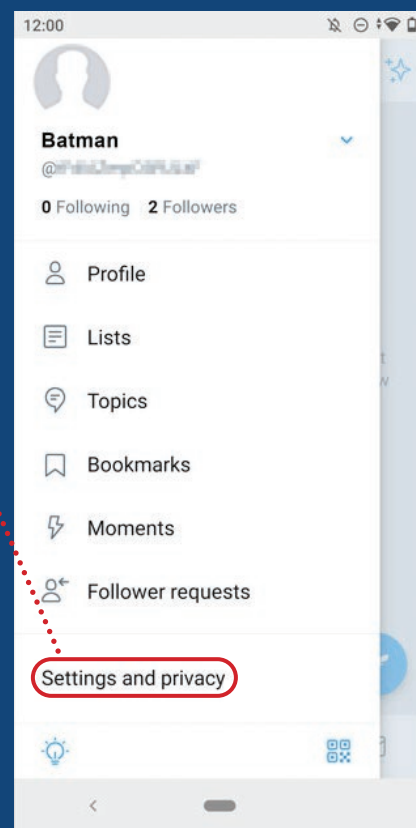 12:00
Batman
@
0 Following 2 Followers
Profile
Lists
Topics
Bookmarks
Moments
Follower requests
Settings and privacy